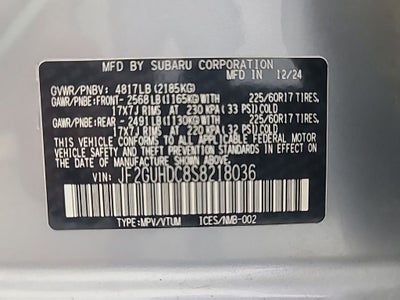 MFD BY SUBARU CORPORATION
MFD. IN 12/24
GVWR/PNBV: 4817LB(2185KG)
GAWR/PNBE:FRONT- 2568LB(1165KG)WITH 225/60R17 TIRES,
17X7J RIMS AT 230 KPA(33 PSI)COLD.
GAWR/PNBE:REAR -2491LB(1130KG)WITH 225/60R17 TIRES,
17X7J RIMS AT 220 KPA(32 PSI)COLD.
THIS VEHICLE CONFORMS TO ALL APPLICABLE FEDERAL MOTOR
VEHICLE SAFETY, BUMPER, AND THEFT PREVENTION STANDARDS
IN EFFECT ON THE DATE OF MANUFACTURE SHOWN ABOVE.
VIN: JF2GUHDC8S8218036
TYPE:MPV/VTUM ICES/NMB-002